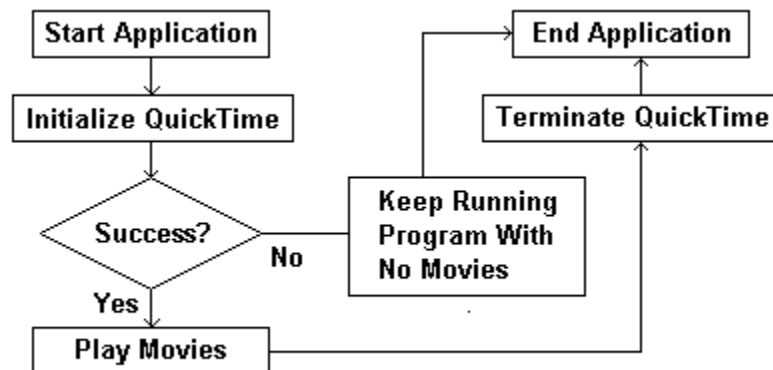 Start Application
End Application
Initialize QuickTime
Terminate QuickTime
Success?
No
Keep Running
Program With
No Movies
Yes
Play Movies